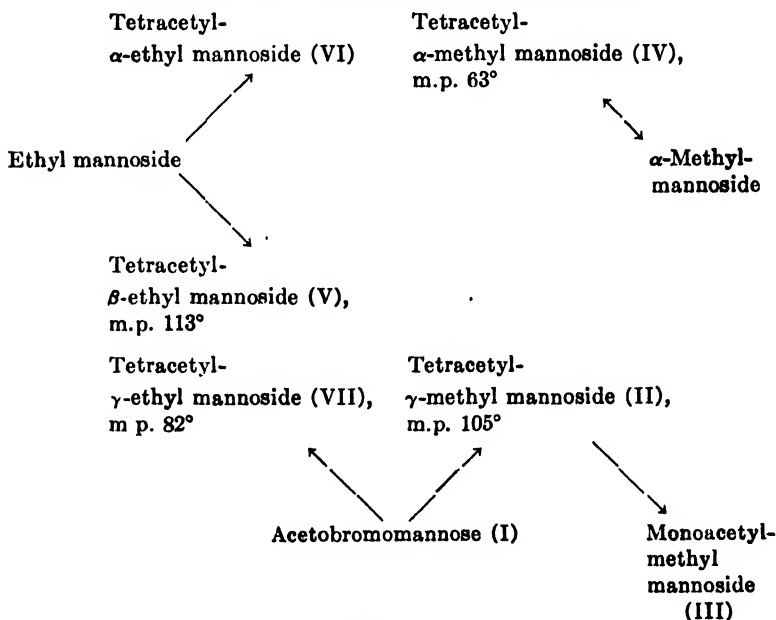 Tetracetyl-
α-ethyl mannoside (VI)
Tetracetyl-
α-methyl mannoside (IV),
m.p. 63°
Ethyl mannoside
α-Methyl-
mannoside
Tetracetyl-
β-ethyl mannoside (V),
m.p. 113°
Tetracetyl-
γ-ethyl mannoside (VII),
m p. 82°
Tetracetyl-
γ-methyl mannoside (II),
m.p. 105°
Acetobromomannose (I)
Monoacetyl-
methyl
mannoside
(III)